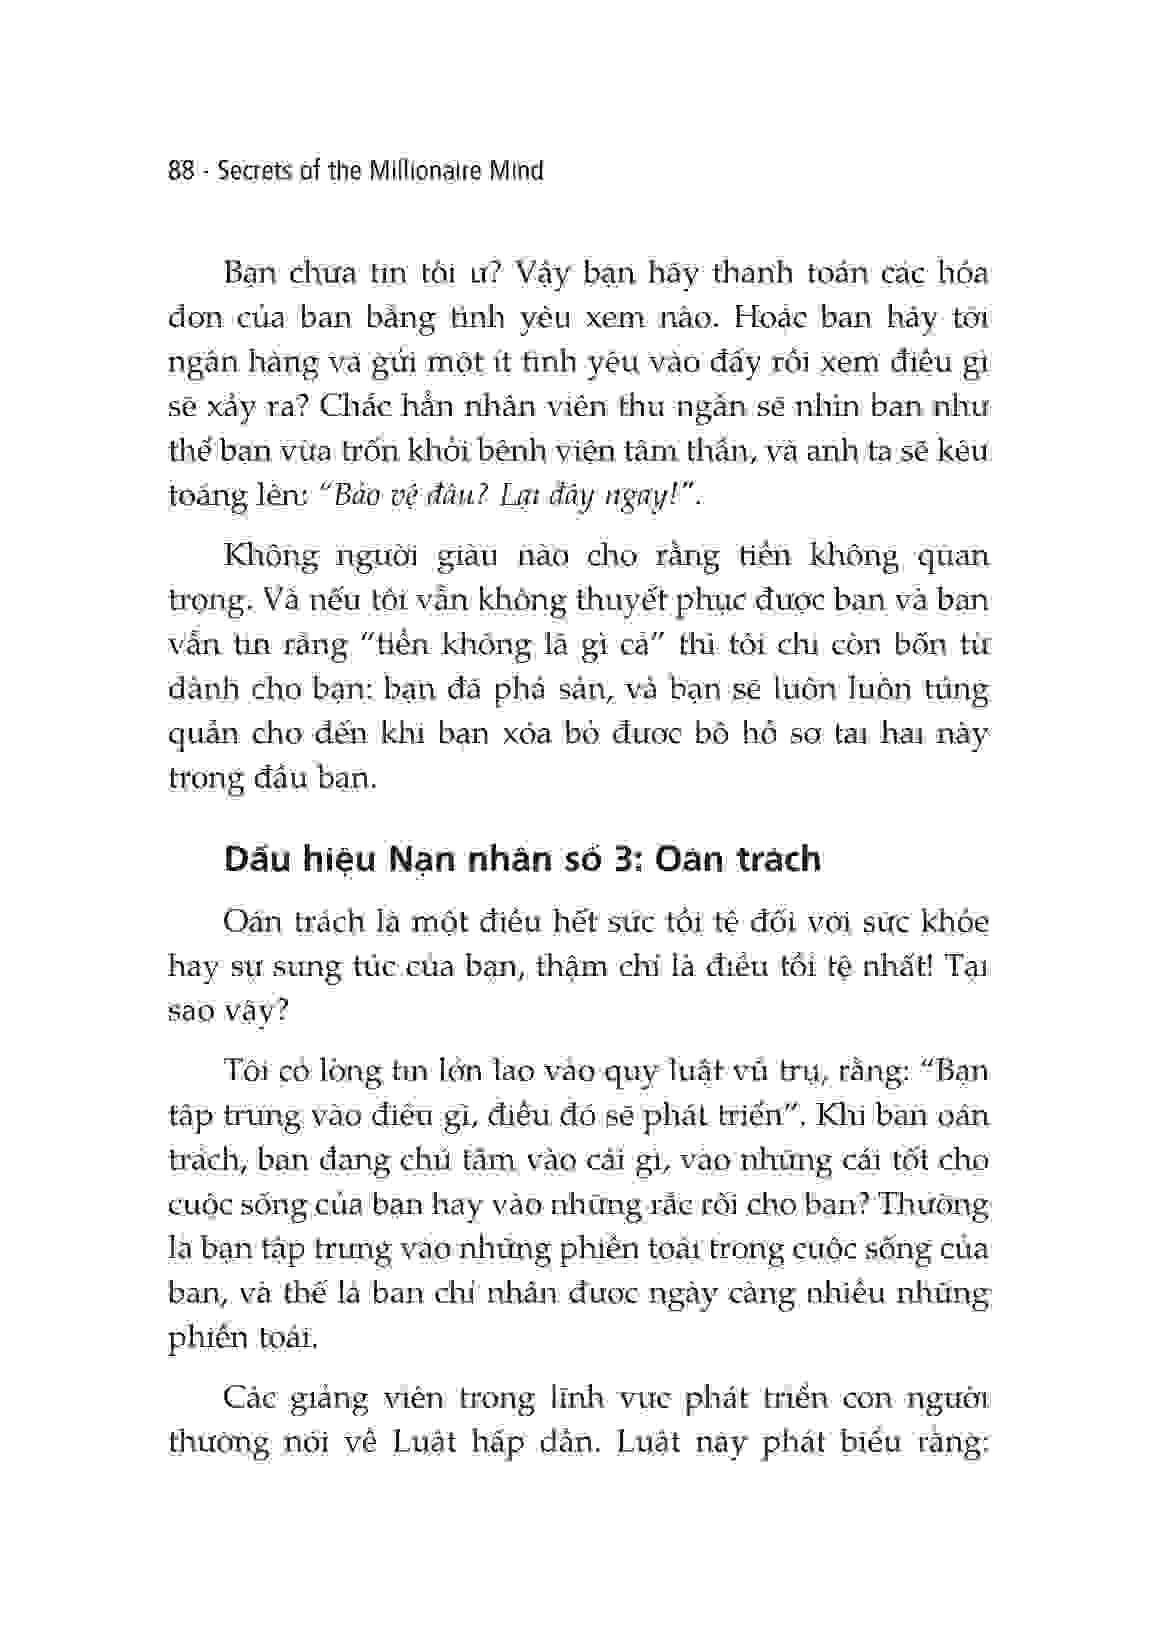 88 - Secrets of the Millionaire Mind
Bạn chưa tin tôi ư? Vậy bạn hãy thanh toán các hóa
đơn của bạn bằng tình yêu xem nào. Hoặc bạn hãy tới
ngân hàng và gửi một ít tình yêu vào đấy rồi xem điều gì
sẽ xảy ra? Chắc hẳn nhân viên thu ngân sẽ nhìn bạn như
thể bạn vừa trốn khỏi bệnh viện tâm thần, và anh ta sẽ kêu
toáng lên: “Bảo vệ đâu? Lại đây ngay!”.
Không người giàu nào cho rằng tiền không quan
trọng. Và nếu tôi vẫn không thuyết phục được bạn và bạn
vẫn tin rằng “tiền không là gì cả” thì tôi chỉ còn bốn từ
dành cho bạn: bạn đã phá sản, và bạn sẽ luôn luôn túng
quẫn cho đến khi bạn xóa bỏ được bộ hồ sơ tai hại này
trong đầu bạn.
Dấu hiệu Nạn nhân số 3: Oán trách
Oán trách là một điều hết sức tồi tệ đối với sức khỏe
hay sự sung túc của bạn, thậm chí là điều tồi tệ nhất! Tại
sao vậy?
Tôi có lòng tin lớn lao vào quy luật vũ trụ, rằng: “Bạn
tập trung vào điều gì, điều đó sẽ phát triển”. Khi bạn oán
trách, bạn đang chú tâm vào cái gì, vào những cái tốt cho
cuộc sống của bạn hay vào những rắc rối cho bạn? Thường
là bạn tập trung vào những phiền toái trong cuộc sống của
bạn, và thế là bạn chỉ nhận được ngày càng nhiều những
phiền toái.
Các giảng viên trong lĩnh vực phát triển con người
thường nói về Luật hấp dẫn. Luật này phát biểu rằng: